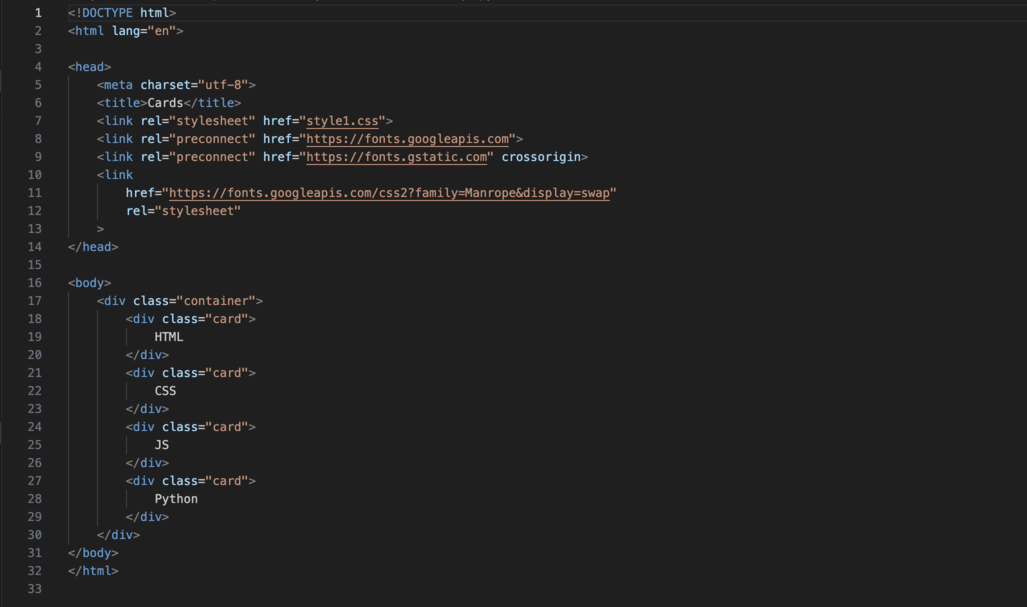 1 <!DOCTYPE html>
2 <html lang="en">
3
4 <head>
5     <meta charset="utf-8">
6     <title>Cards</title>
7     <link rel="stylesheet" href="style1.css">
8     <link rel="preconnect" href="https://fonts.googleapis.com">
9     <link rel="preconnect" href="https://fonts.gstatic.com" crossorigin>
10     <link
11         href="https://fonts.googleapis.com/css2?family=Manrope&display=swap"
12         rel="stylesheet"
13     >
14 </head>
15
16 <body>
17     <div class="container">
18         <div class="card">
19             HTML
20         </div>
21         <div class="card">
22             CSS
23         </div>
24         <div class="card">
25             JS
26         </div>
27         <div class="card">
28             Python
29         </div>
30     </div>
31 </body>
32 </html>
33